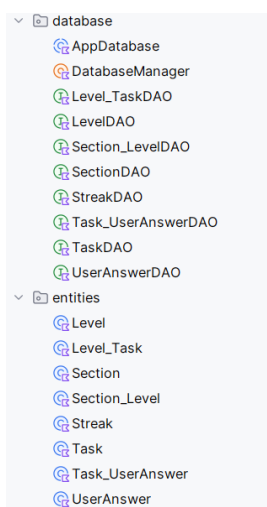 database
AppDatabase
DatabaseManager
Level_TaskDAO
LevelDAO
Section_LevelDAO
SectionDAO
StreakDAO
Task_UserAnswerDAO
TaskDAO
UserAnswerDAO
entities
Level
Level_Task
Section
Section_Level
Streak
Task
Task_UserAnswer
UserAnswer